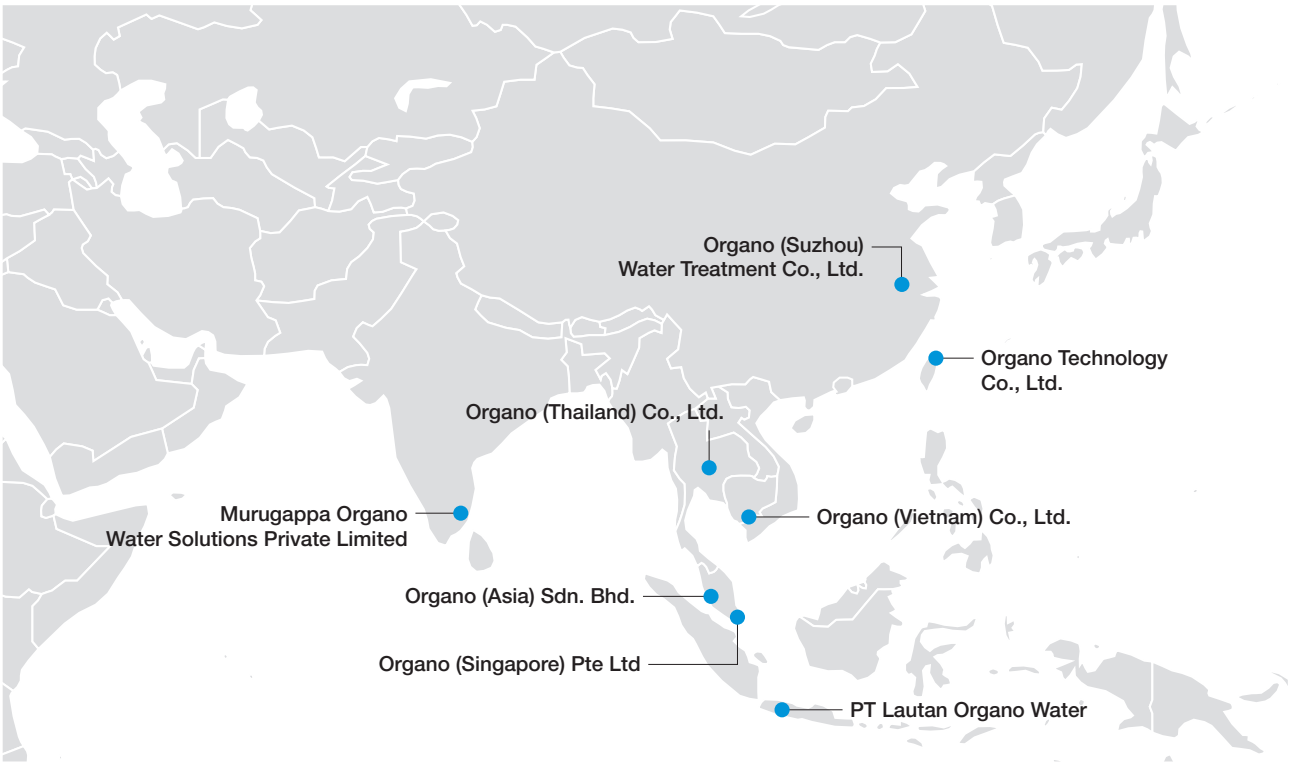 Organo (Suzhou)
Water Treatment Co., Ltd.
Organo Technology
Co., Ltd.
Organo (Thailand) Co., Ltd.
Murugappa Organo
Water Solutions Private Limited
Organo (Vietnam) Co., Ltd.
Organo (Asia) Sdn. Bhd.
Organo (Singapore) Pte Ltd
PT Lautan Organo Water